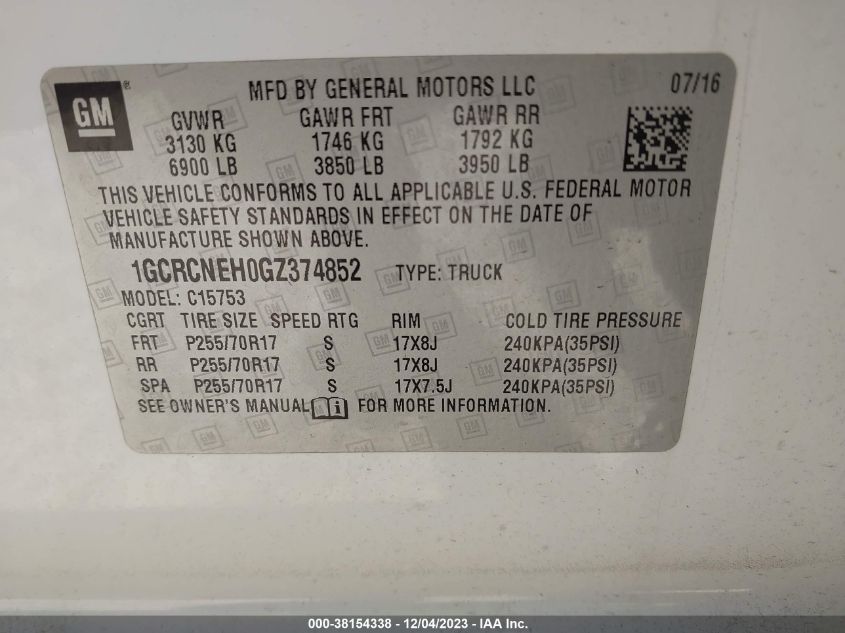 GM ®
MFD BY GENERAL MOTORS LLC 07/16
GVWR GAWR FRT GAWR RR
3130 KG 1746 KG 1792 KG
6900 LB 3850 LB 3950 LB
THIS VEHICLE CONFORMS TO ALL APPLICABLE U.S. FEDERAL MOTOR
VEHICLE SAFETY STANDARDS IN EFFECT ON THE DATE OF
MANUFACTURE SHOWN ABOVE.
1GCRCNEH0GZ374852 TYPE: TRUCK
MODEL: C15753
CGRT TIRE SIZE SPEED RTG RIM COLD TIRE PRESSURE
FRT P255/70R17 S 17X8J 240KPA(35PSI)
RR P255/70R17 S 17X8J 240KPA(35PSI)
SPA P255/70R17 S 17X7.5J 240KPA(35PSI)
SEE OWNER'S MANUAL FOR MORE INFORMATION.
000-38154338 - 12/04/2023 - IAA Inc.